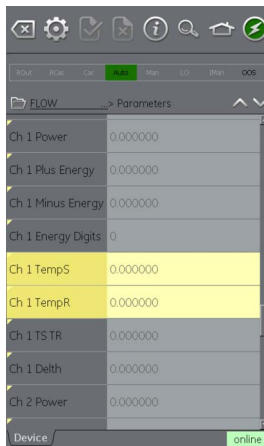 ROut RCas Cas Auto Man LO IMan OOS
FLOW ...> Parameters
Ch 1 Power 0.000000
Ch 1 Plus Energy 0.000000
Ch 1 Minus Energy 0.000000
Ch 1 Energy Digits 0
Ch 1 TempS 0.000000
Ch 1 TempR 0.000000
Ch 1 TS TR 0.000000
Ch 1 Delth 0.000000
Ch 2 Power 0.000000
Device online